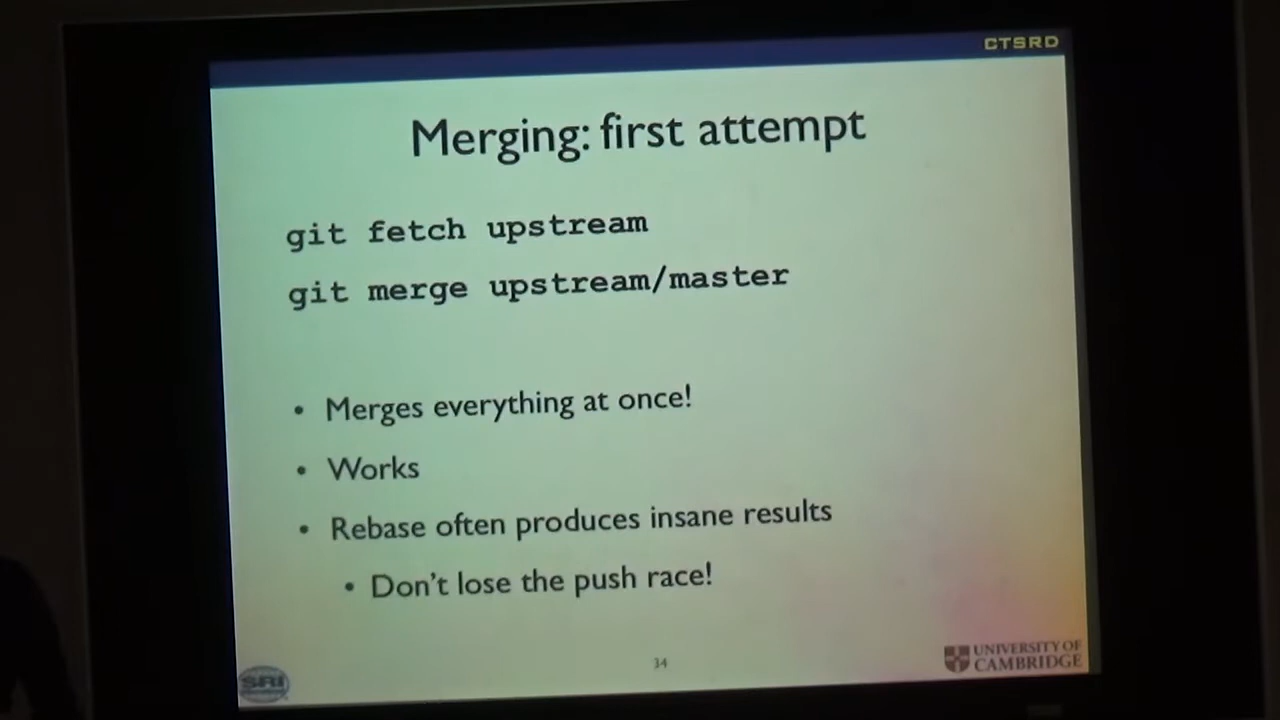 CTSRD
Merging: first attempt
git fetch upstream
git merge upstream/master
• Merges everything at once!
• Works
• Rebase often produces insane results
• Don't lose the push race!
34
SRI
UNIVERSITY OF
CAMBRIDGE